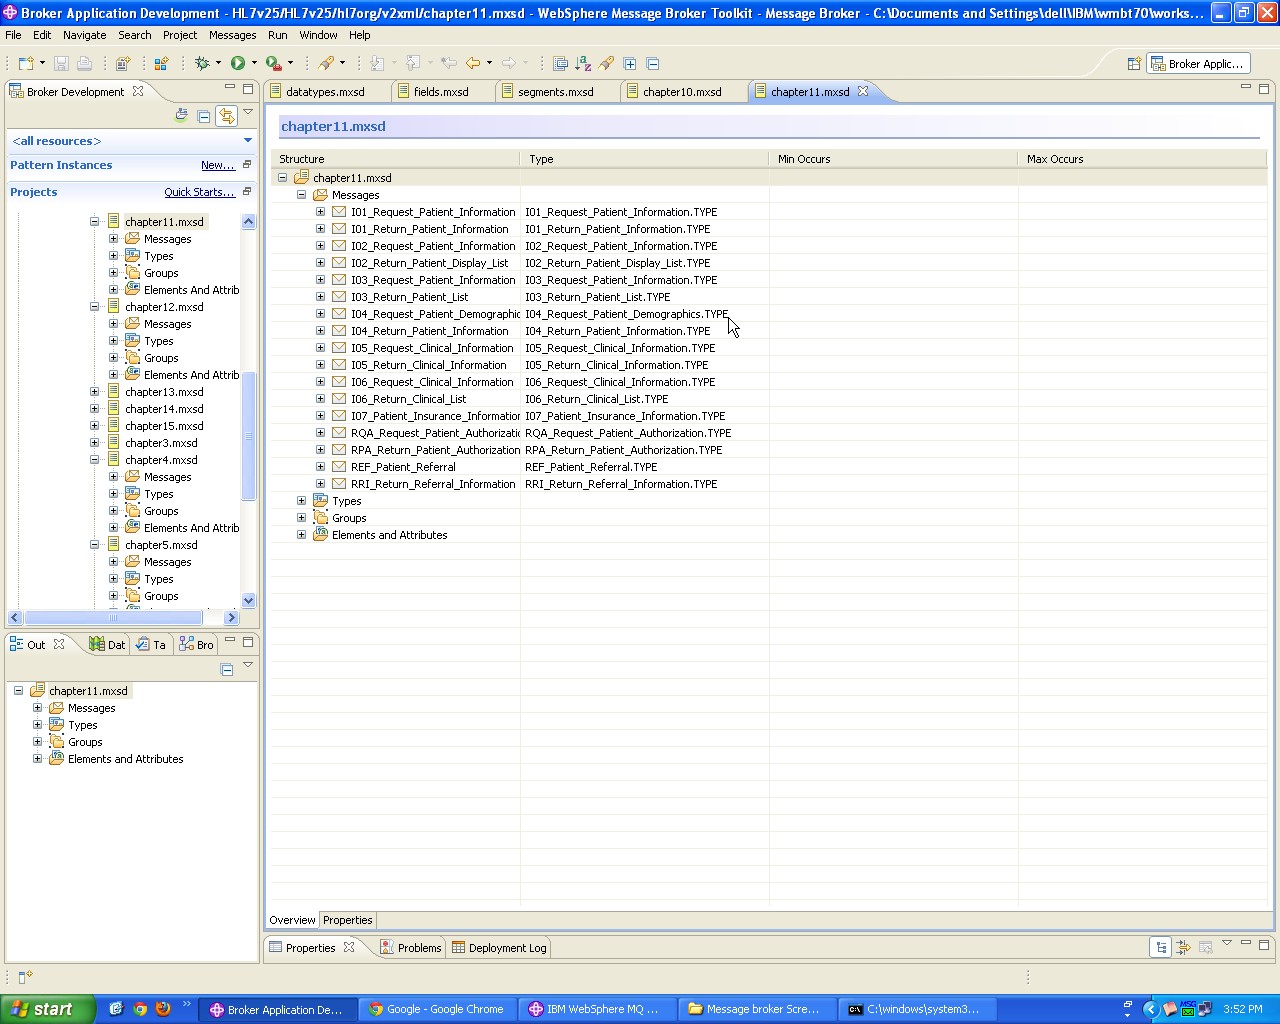 Broker Application Development - HL7v25/HL7v25/hl7org/v2xml/chapter11.mxsd - WebSphere Message Broker Toolkit - Message Broker - C:\Documents and Settings\dell\IBM\wmbt70\works...
File Edit Navigate Search Project Messages Run Window Help
Broker Applic...
Broker Development
<all resources>
Pattern Instances New...
Projects Quick Starts...
chapter11.mxsd
Messages
Types
Groups
Elements And Attrib
chapter12.mxsd
Messages
Types
Groups
Elements And Attrib
chapter13.mxsd
chapter14.mxsd
chapter15.mxsd
chapter3.mxsd
chapter4.mxsd
Messages
Types
Groups
Elements And Attrib
chapter5.mxsd
Messages
Types
Groups
Out Dat Ta Bro
chapter11.mxsd
Messages
Types
Groups
Elements and Attributes
datatypes.mxsd fields.mxsd segments.mxsd chapter10.mxsd chapter11.mxsd
chapter11.mxsd
Structure Type Min Occurs Max Occurs
chapter11.mxsd
Messages
I01_Request_Patient_Information I01_Request_Patient_Information.TYPE
I01_Return_Patient_Information I01_Return_Patient_Information.TYPE
I02_Request_Patient_Information I02_Request_Patient_Information.TYPE
I02_Return_Patient_Display_List I02_Return_Patient_Display_List.TYPE
I03_Request_Patient_Information I03_Request_Patient_Information.TYPE
I03_Return_Patient_List I03_Return_Patient_List.TYPE
I04_Request_Patient_Demographic I04_Request_Patient_Demographics.TYPE
I04_Return_Patient_Information I04_Return_Patient_Information.TYPE
I05_Request_Clinical_Information I05_Request_Clinical_Information.TYPE
I05_Return_Clinical_Information I05_Return_Clinical_Information.TYPE
I06_Request_Clinical_Information I06_Request_Clinical_Information.TYPE
I06_Return_Clinical_List I06_Return_Clinical_List.TYPE
I07_Patient_Insurance_Information I07_Patient_Insurance_Information.TYPE
RQA_Request_Patient_Authorizatio RQA_Request_Patient_Authorization.TYPE
RPA_Return_Patient_Authorization RPA_Return_Patient_Authorization.TYPE
REF_Patient_Referral REF_Patient_Referral.TYPE
RRI_Return_Referral_Information RRI_Return_Referral_Information.TYPE
Types
Groups
Elements and Attributes
Overview Properties
Properties Problems Deployment Log
start Broker Application De... Google - Google Chrome IBM WebSphere MQ ... Message broker Scre... C:\windows\system3... MSG 3:52 PM